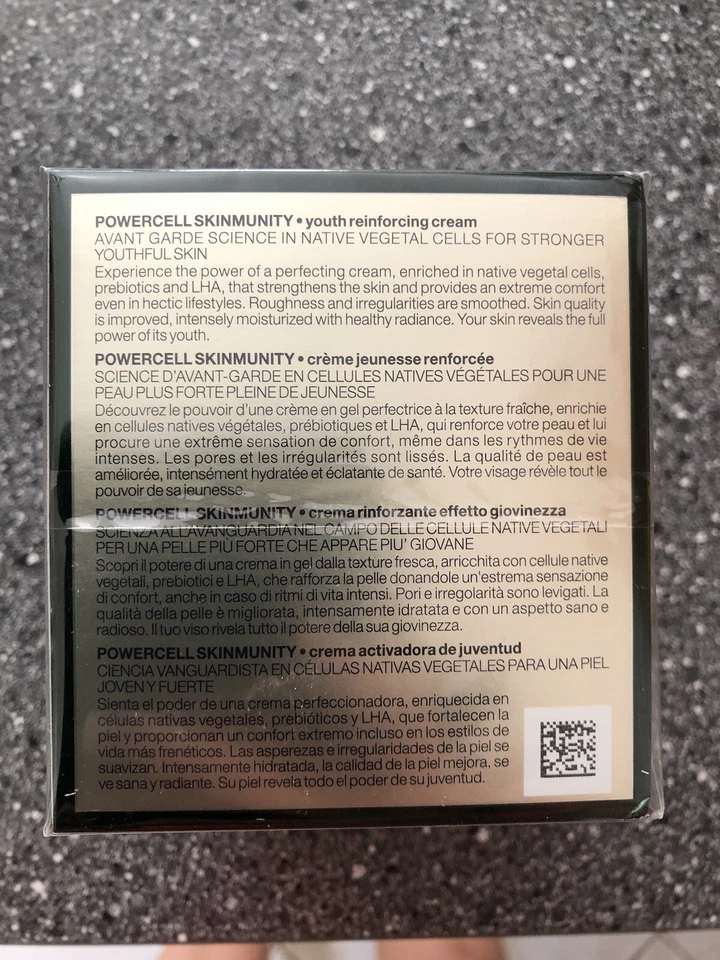 POWERCELL SKINMUNITY • youth reinforcing cream
AVANT GARDE SCIENCE IN NATIVE VEGETAL CELLS FOR STRONGER
YOUTHFUL SKIN
Experience the power of a perfecting cream, enriched in native vegetal cells,
prebiotics and LHA, that strengthens the skin and provides an extreme comfort
even in hectic lifestyles. Roughness and irregularities are smoothed. Skin quality
is improved, intensely moisturized with healthy radiance. Your skin reveals the full
power of its youth.
POWERCELL SKINMUNITY • crème jeunesse renforcée
SCIENCE D'AVANT-GARDE EN CELLULES NATIVES VÉGÉTALES POUR UNE
PEAU PLUS FORTE PLEINE DE JEUNESSE
Découvrez le pouvoir d'une crème en gel perfectrice à la texture fraîche, enrichie
en cellules natives végétales, prébiotiques et LHA, qui renforce votre peau et lui
procure une extrême sensation de confort, même dans les rythmes de vie
intenses. Les pores et les irrégularités sont lissés. La qualité de peau est
améliorée, intensément hydratée et éclatante de santé. Votre visage révèle tout le
pouvoir de sa jeunesse.
POWERCELL SKINMUNITY • crema rinforzante effetto giovinezza
SCIENZA ALL'AVANGUARDIA NEL CAMPO DELLE CELLULE NATIVE VEGETALI
PER UNA PELLE PIÙ FORTE CHE APPARE PIU' GIOVANE
Scopri il potere di una crema in gel dalla texture fresca, arricchita con cellule native
vegetali, prebiotici e LHA, che rafforza la pelle donandole un'estrema sensazione
di confort, anche in caso di ritmi di vita intensi. Pori e irregolarità sono levigati. La
qualità della pelle è migliorata, intensamente idratata e con un aspetto sano e
radioso. Il tuo viso rivela tutto il potere della sua giovinezza.
POWERCELL SKINMUNITY • crema activadora de juventud
CIENCIA VANGUARDISTA EN CÉLULAS NATIVAS VEGETALES PARA UNA PIEL
JOVEN Y FUERTE
Sienta el poder de una crema perfeccionadora, enriquecida en
células nativas vegetales, prebióticos y LHA, que fortalecen la
piel y proporcionan un confort extremo incluso en los estilos de
vida más frenéticos. Las asperezas e irregularidades de la piel se
suavizan. Intensamente hidratada, la calidad de la piel mejora, se
ve sana y radiante. Su piel revela todo el poder de su juventud.